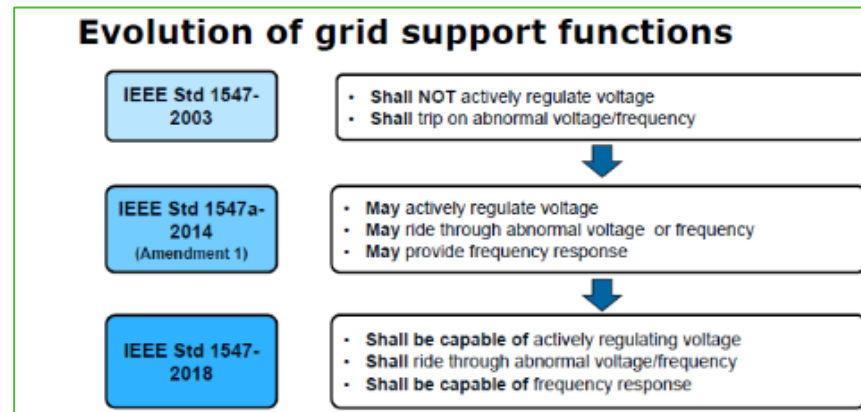 Evolution of grid support functions
IEEE Std 1547-
2003
• Shall NOT actively regulate voltage
• Shall trip on abnormal voltage/frequency
IEEE Std 1547a-
2014
(Amendment 1)
• May actively regulate voltage
• May ride through abnormal voltage or frequency
• May provide frequency response
IEEE Std 1547-
2018
• Shall be capable of actively regulating voltage
• Shall ride through abnormal voltage/frequency
• Shall be capable of frequency response